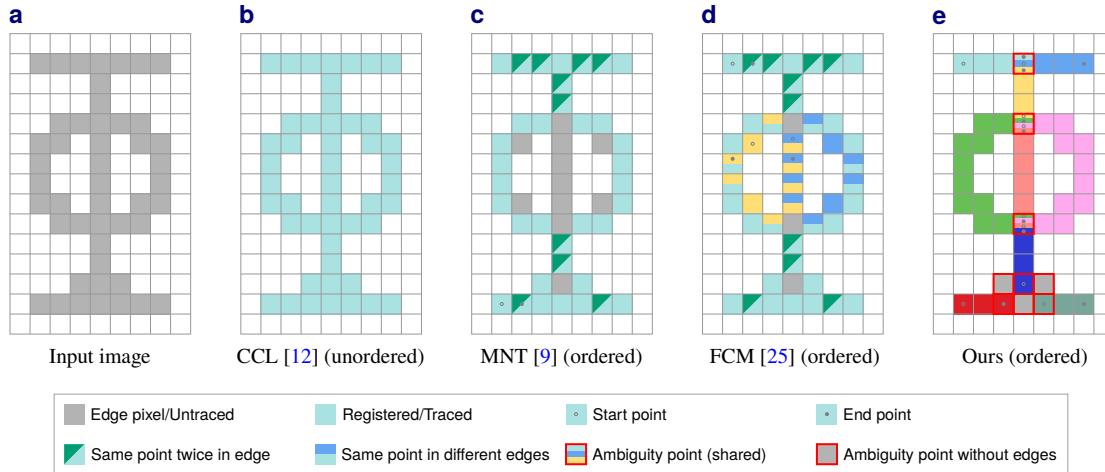 a b c d e
Input image CCL [12] (unordered) MNT [9] (ordered) FCM [25] (ordered) Ours (ordered)
Edge pixel/Untraced Registered/Traced Start point End point
Same point twice in edge Same point in different edges Ambiguity point (shared) Ambiguity point without edges